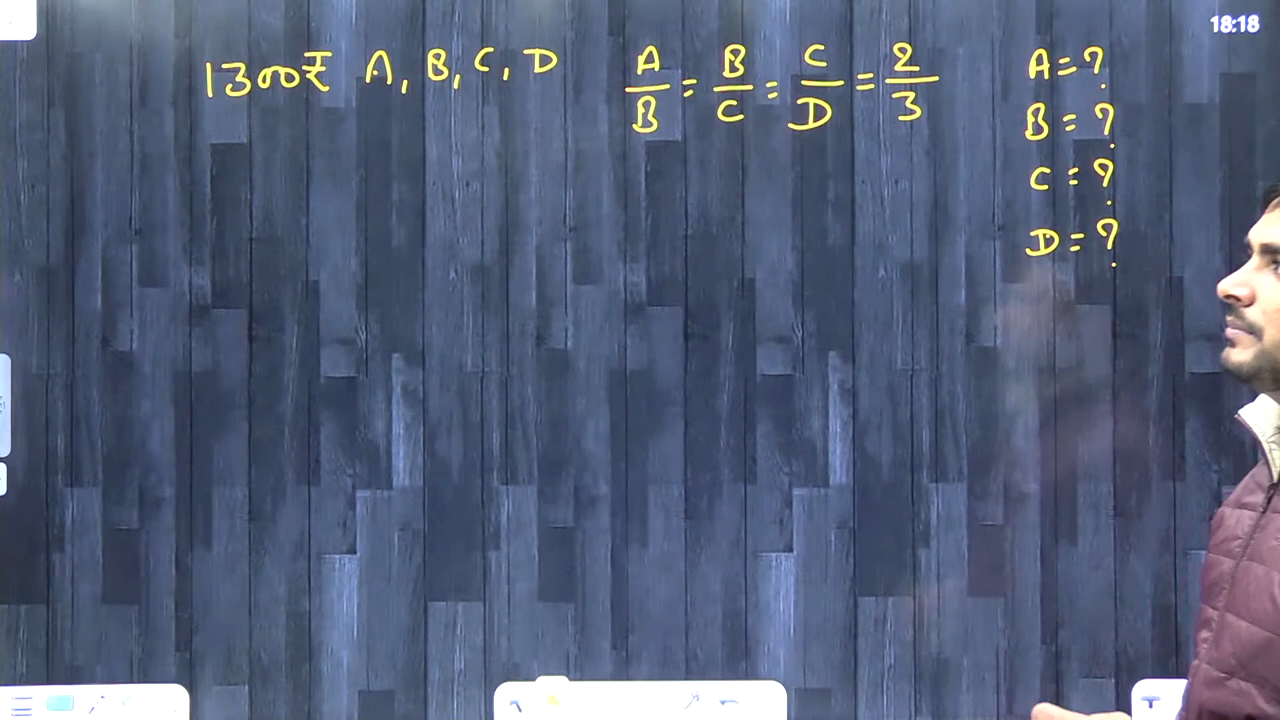 18:18
1300₹ A, B, C, D A/B = B/C = C/D = 2/3
A = ?
B = ?
C = ?
D = ?